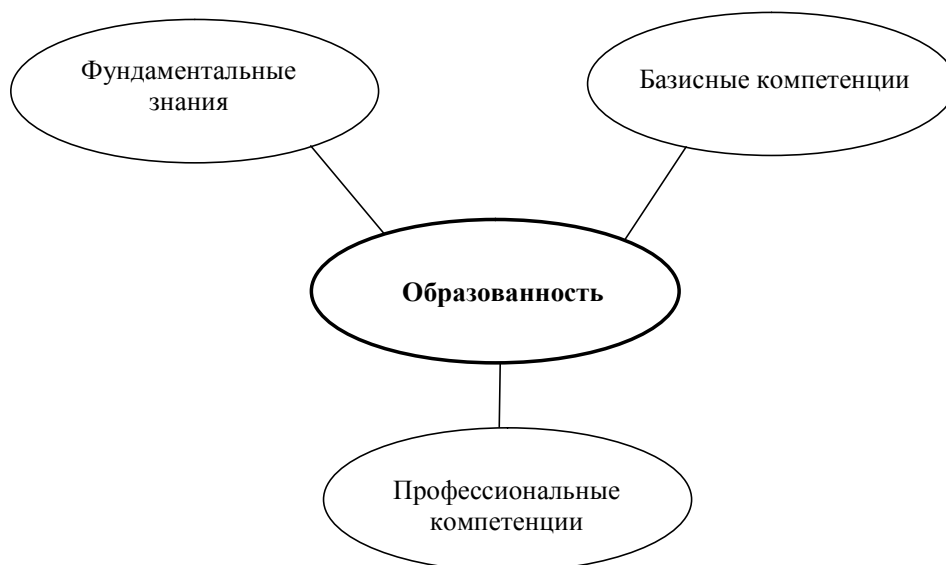 Фундаментальные
знания
Базисные компетенции
Образованность
Профессиональные
компетенции